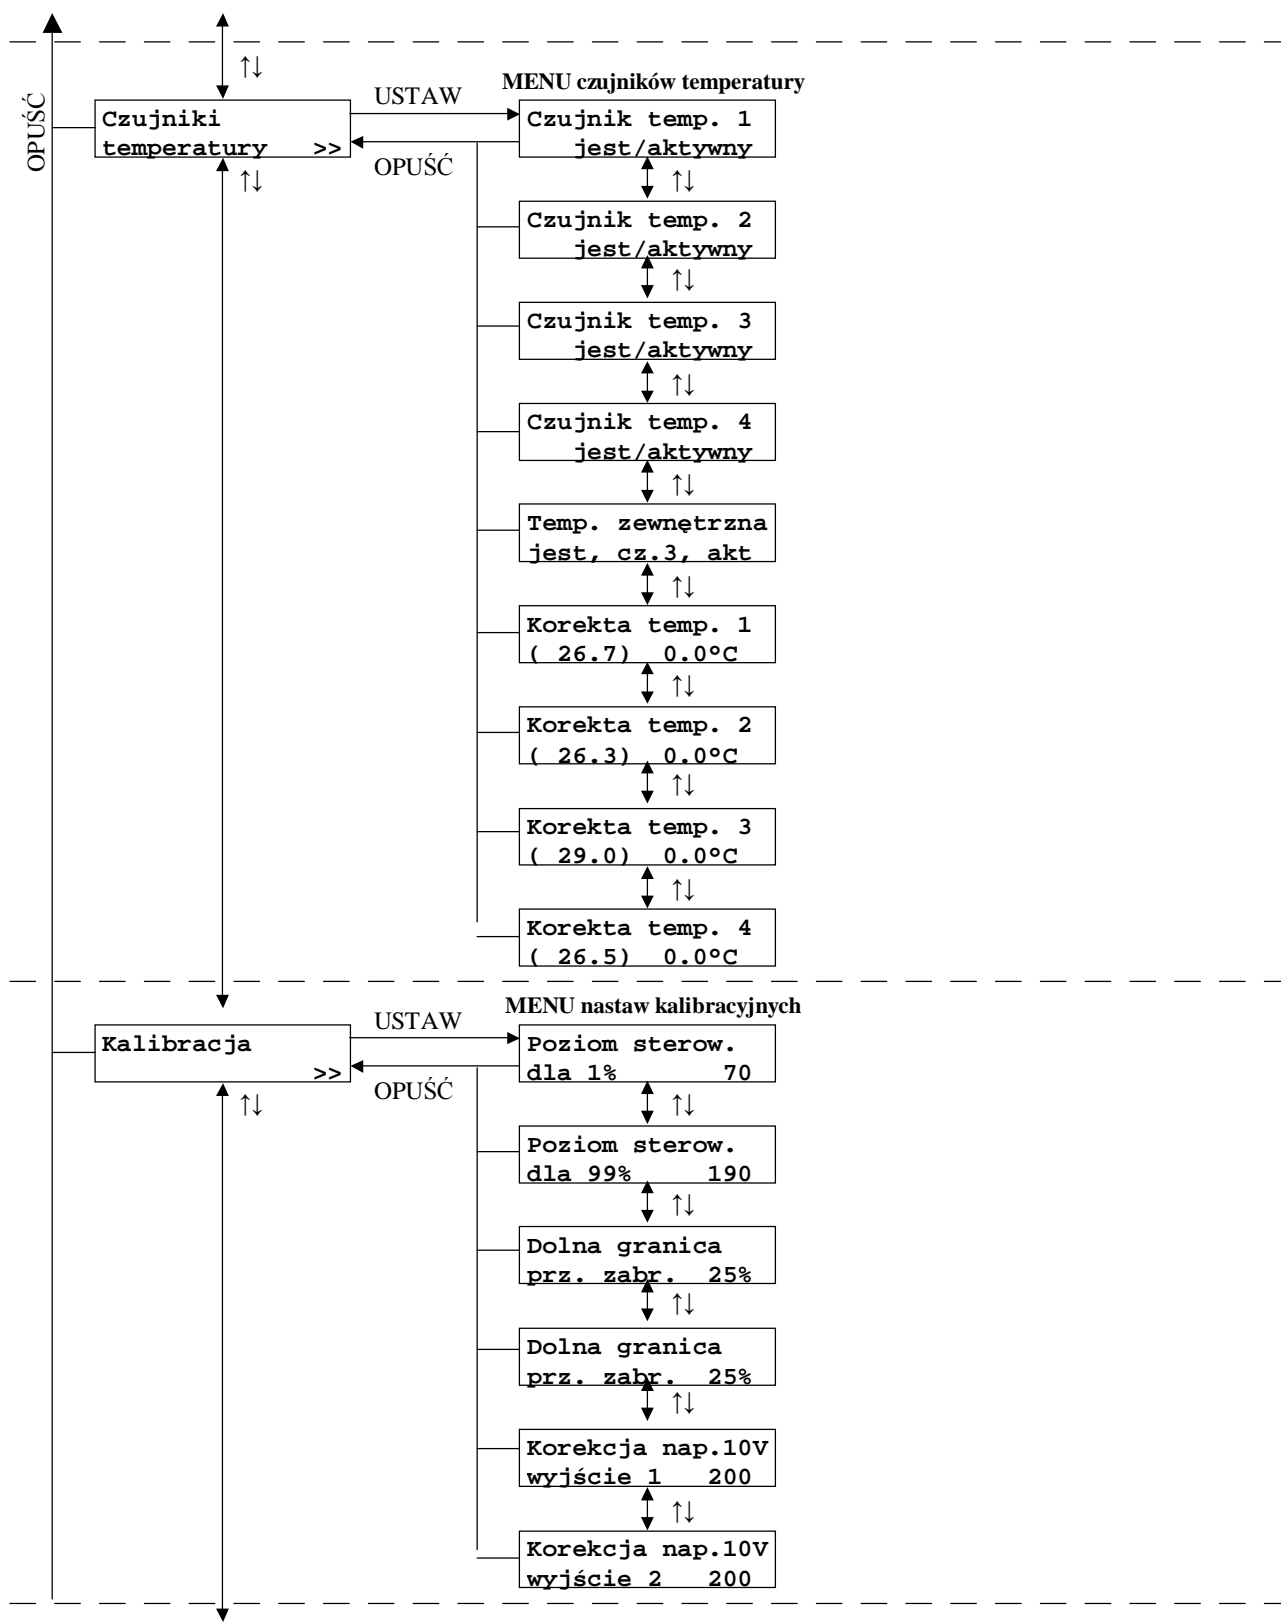 ↑↓
MENU czujników temperatury
OPUŚĆ
USTAW
Czujniki
temperatury >>
OPUŚĆ
↑↓
Czujnik temp. 1
jest/aktywny
↑↓
Czujnik temp. 2
jest/aktywny
↑↓
Czujnik temp. 3
jest/aktywny
↑↓
Czujnik temp. 4
jest/aktywny
↑↓
Temp. zewnętrzna
jest, cz.3, akt
↑↓
Korekta temp. 1
( 26.7) 0.0°C
↑↓
Korekta temp. 2
( 26.3) 0.0°C
↑↓
Korekta temp. 3
( 29.0) 0.0°C
↑↓
Korekta temp. 4
( 26.5) 0.0°C
MENU nastaw kalibracyjnych
USTAW
Kalibracja
>>
OPUŚĆ
↑↓
Poziom sterow.
dla 1% 70
↑↓
Poziom sterow.
dla 99% 190
↑↓
Dolna granica
prz. zabr. 25%
↑↓
Dolna granica
prz. zabr. 25%
↑↓
Korekcja nap.10V
wyjście 1 200
↑↓
Korekcja nap.10V
wyjście 2 200